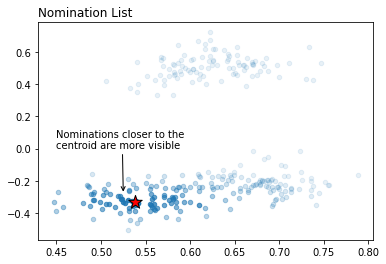 Nomination List
0.6
0.4
0.2
0.0
−0.2
−0.4
Nominations closer to the
centroid are more visible
0.45 0.50 0.55 0.60 0.65 0.70 0.75 0.80